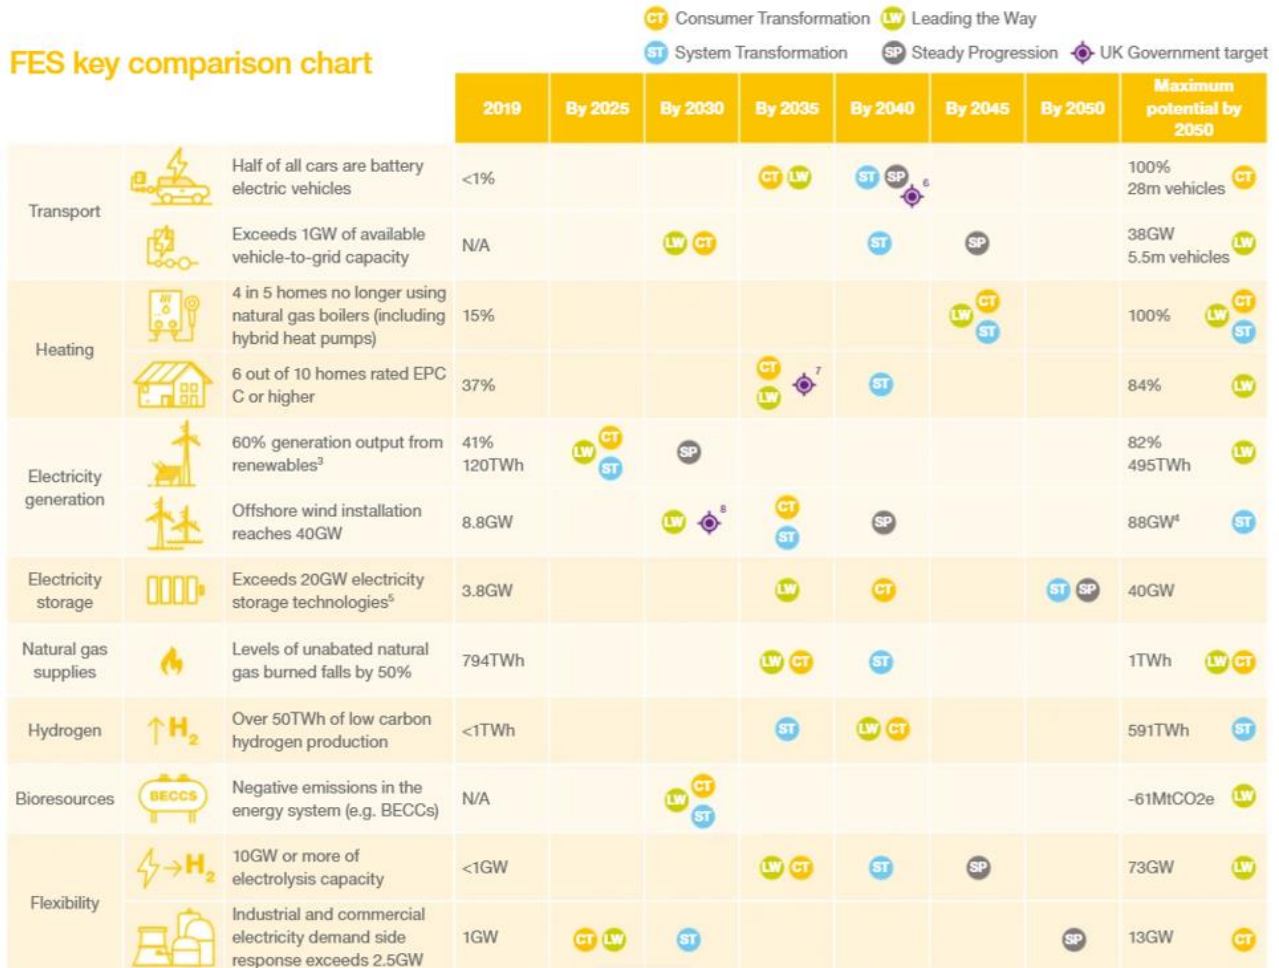 CT Consumer Transformation LW Leading the Way
FES key comparison chart
ST System Transformation SP Steady Progression UK Government target
2019 By 2025 By 2030 By 2035 By 2040 By 2045 By 2050 Maximum
potential by
2050
Transport
Half of all cars are battery
electric vehicles
<1%
CT LW
ST SP
6
100%
28m vehicles
CT
Exceeds 1GW of available
vehicle-to-grid capacity
N/A
LW CT
ST
SP
38GW
5.5m vehicles
LW
Heating
4 in 5 homes no longer using
natural gas boilers (including
hybrid heat pumps)
15%
LW CT
ST
100%
LW CT
ST
6 out of 10 homes rated EPC
C or higher
37%
CT
LW
7
ST
84%
LW
Electricity
generation
60% generation output from
renewables³
41%
120TWh
LW CT
ST
SP
82%
495TWh
LW
Offshore wind installation
reaches 40GW
8.8GW
LW
8
CT
ST
SP
88GW⁴
ST
Electricity
storage
Exceeds 20GW electricity
storage technologies⁵
3.8GW
LW
CT
ST SP
40GW
Natural gas
supplies
Levels of unabated natural
gas burned falls by 50%
794TWh
LW CT
ST
1TWh
LW CT
Hydrogen
↑H₂
Over 50TWh of low carbon
hydrogen production
<1TWh
ST
LW CT
591TWh
ST
Bioresources
BECCS
Negative emissions in the
energy system (e.g. BECCs)
N/A
LW CT
ST
-61MtCO2e
LW
Flexibility
→H₂
10GW or more of
electrolysis capacity
<1GW
LW CT
ST
SP
73GW
LW
Industrial and commercial
electricity demand side
response exceeds 2.5GW
1GW
CT LW
ST
SP
13GW
CT